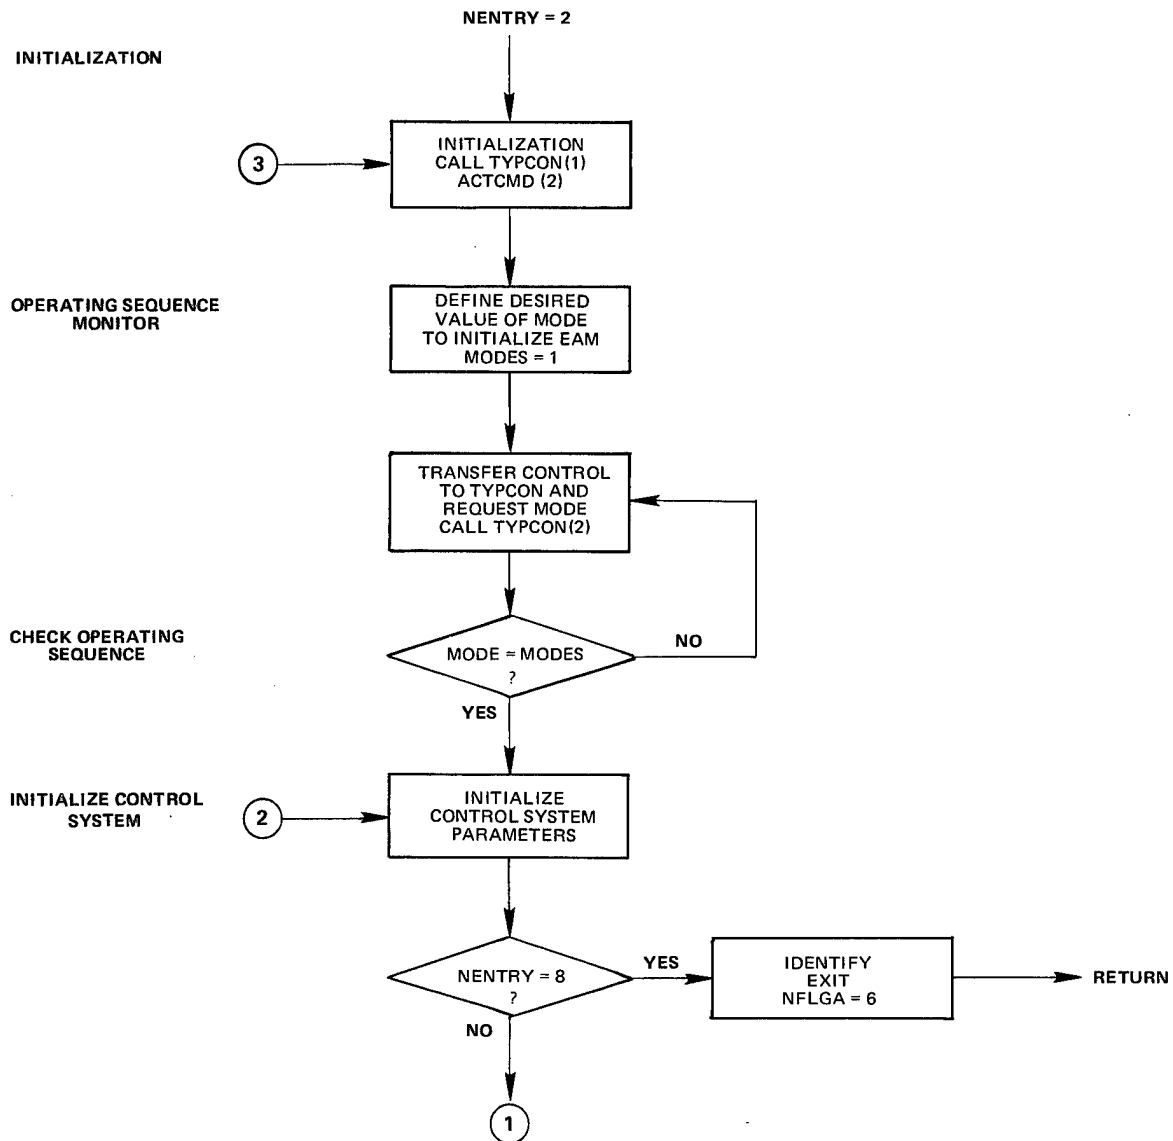 NENTRY = 2
INITIALIZATION
INITIALIZATION
CALL TYPCON(1)
ACTCMD (2)
3
OPERATING SEQUENCE
MONITOR
DEFINE DESIRED
VALUE OF MODE
TO INITIALIZE EAM
MODES = 1
TRANSFER CONTROL
TO TYPCON AND
REQUEST MODE
CALL TYPCON(2)
CHECK OPERATING
SEQUENCE
MODE = MODES
?
NO
YES
INITIALIZE CONTROL
SYSTEM
2
INITIALIZE
CONTROL SYSTEM
PARAMETERS
NENTRY = 8
?
YES
IDENTIFY
EXIT
NFLGA = 6
RETURN
NO
1